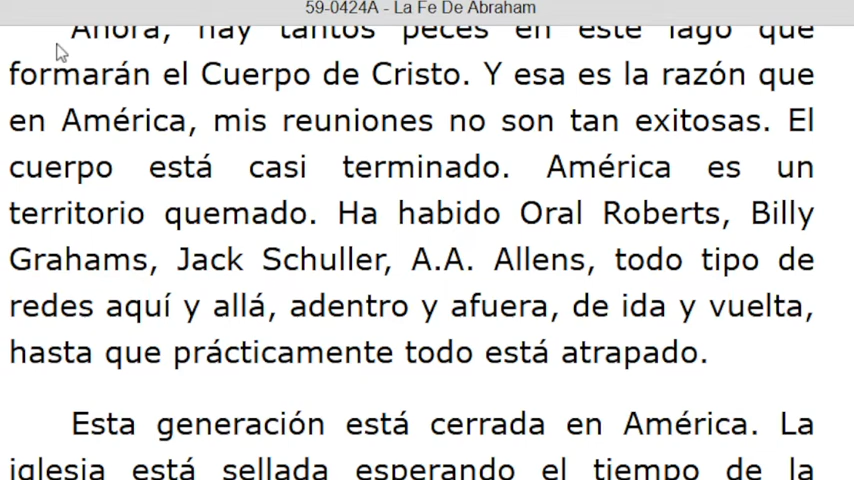 59-0424A - La Fe De Abraham
Ahora, hay tantos peces en este lago que
formarán el Cuerpo de Cristo. Y esa es la razón que
en América, mis reuniones no son tan exitosas. El
cuerpo está casi terminado. América es un
territorio quemado. Ha habido Oral Roberts, Billy
Grahams, Jack Schuller, A.A. Allens, todo tipo de
redes aquí y allá, adentro y afuera, de ida y vuelta,
hasta que prácticamente todo está atrapado.
Esta generación está cerrada en América. La
iglesia está sellada esperando el tiempo de la